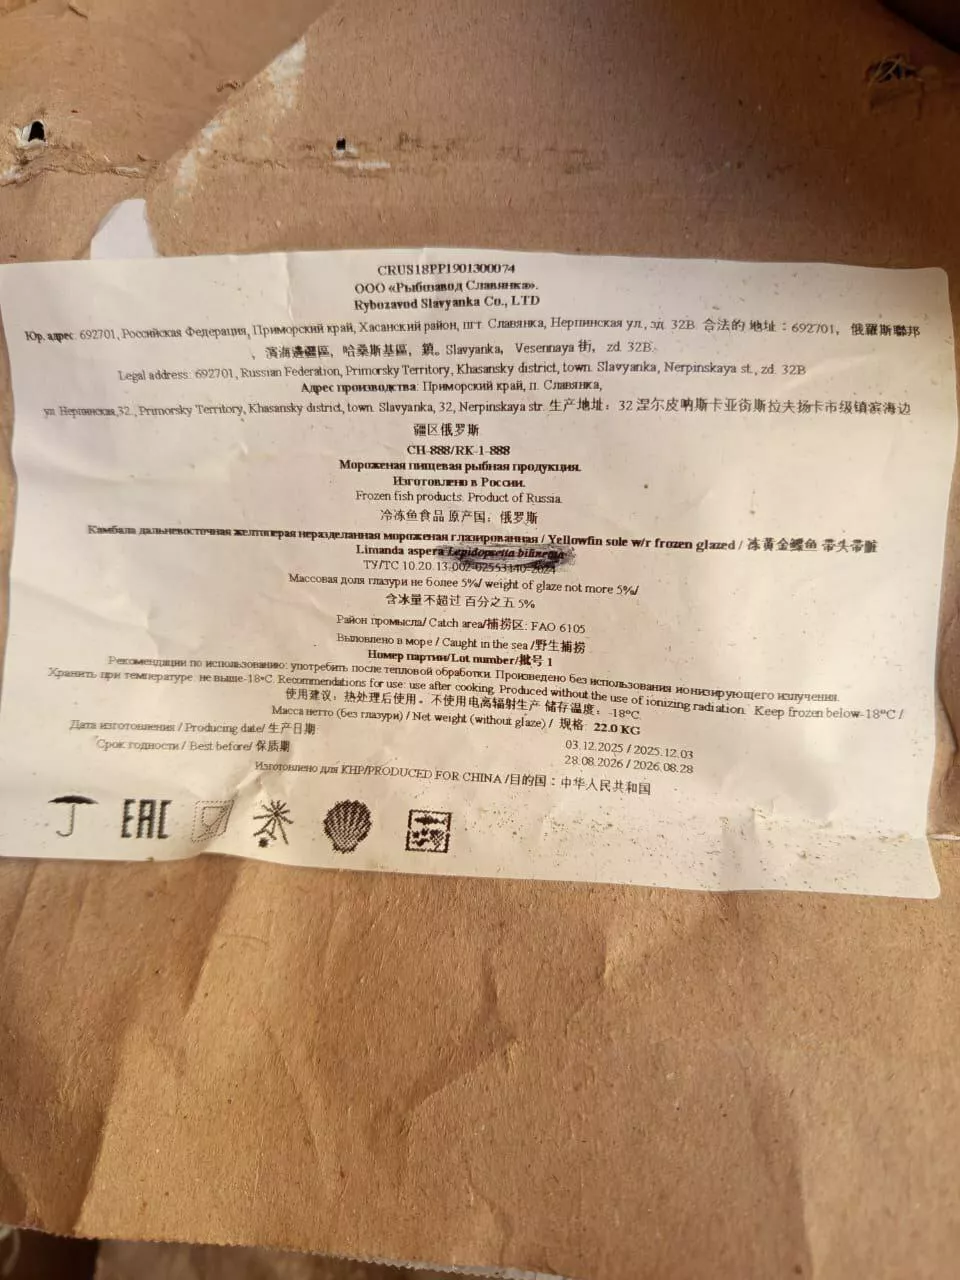 CRUS18PP1901300074
ООО «Рыбозавод Славянка».
Rybozavod Slavyanka Co., LTD
Юр. адрес: 692701, Российская Федерация, Приморский край, Хасанский район, пгт. Славянка, Нерпинская ул., зд. 32В. 合法的 地址：692701, 俄羅斯聯邦
, 濱海邊疆區, 哈桑斯基區, 鎮。Slavyanka, Vesennaya 街, zd. 32B.
Legal address: 692701, Russian Federation, Primorsky Territory, Khasansky district, town. Slavyanka, Nerpinskaya st., zd. 32B
Адрес производства: Приморский край, п. Славянка,
ул. Нерпинская,32., Primorsky Territory, Khasansky district, town. Slavyanka, 32, Nerpinskaya str. 生产地址：32 涅尔皮呐斯卡亚街斯拉夫扬卡市级镇滨海边
疆区俄罗斯
CH-888/RK-1-888
Мороженая пищевая рыбная продукция.
Изготовлено в России.
Frozen fish products. Product of Russia.
冷冻鱼食品 原产国：俄罗斯
Камбала дальневосточная желтоперая неразделанная мороженая глазированная / Yellowfin sole w/r frozen glazed / 冻黄金鲽鱼 带头带脏
Limanda aspera Lepidopsetta bilineata
ТУ/ТС 10.20.13-002-02553140-2024
Массовая доля глазури не более 5%/ weight of glaze not more 5%/
含冰量不超过 百分之五 5%
Район промысла/ Catch area/捕捞区: FAO 6105
Выловлено в море / Caught in the sea /野生捕捞
Номер партии/Lot number/批号 1
Рекомендации по использованию: употребить после тепловой обработки. Произведено без использования ионизирующего излучения.
Хранить при температуре не выше-18°C. Recommendations for use: use after cooking. Produced without the use of ionizing radiation. Keep frozen below -18°C /
使用建议：热处理后使用。不使用电离辐射生产 储存温度：-18°C
Масса нетто (без глазури) / Net weight (without glaze) / 规格: 22.0 KG
Дата изготовления / Producing date/ 生产日期 03.12.2025 / 2025.12.03
Срок годности / Best before/ 保质期 28.08.2026 / 2026.08.28
Изготовлено для КНР/PRODUCED FOR CHINA /目的国：中华人民共和国
EAC